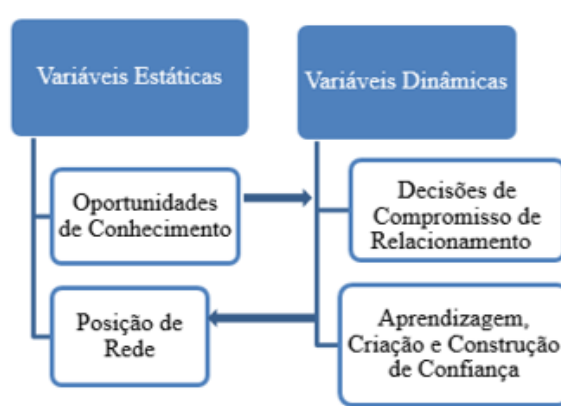 Variáveis Estáticas
Variáveis Dinâmicas
Oportunidades
de Conhecimento
Decisões de
Compromisso de
Relacionamento
Posição de
Rede
Aprendizagem,
Criação e Construção
de Confiança